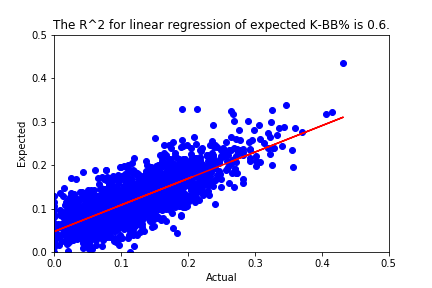 The R^2 for linear regression of expected K-BB% is 0.6.
0.5
0.4
0.3
0.2
0.1
0.0
Expected
0.0 0.1 0.2 0.3 0.4 0.5
Actual